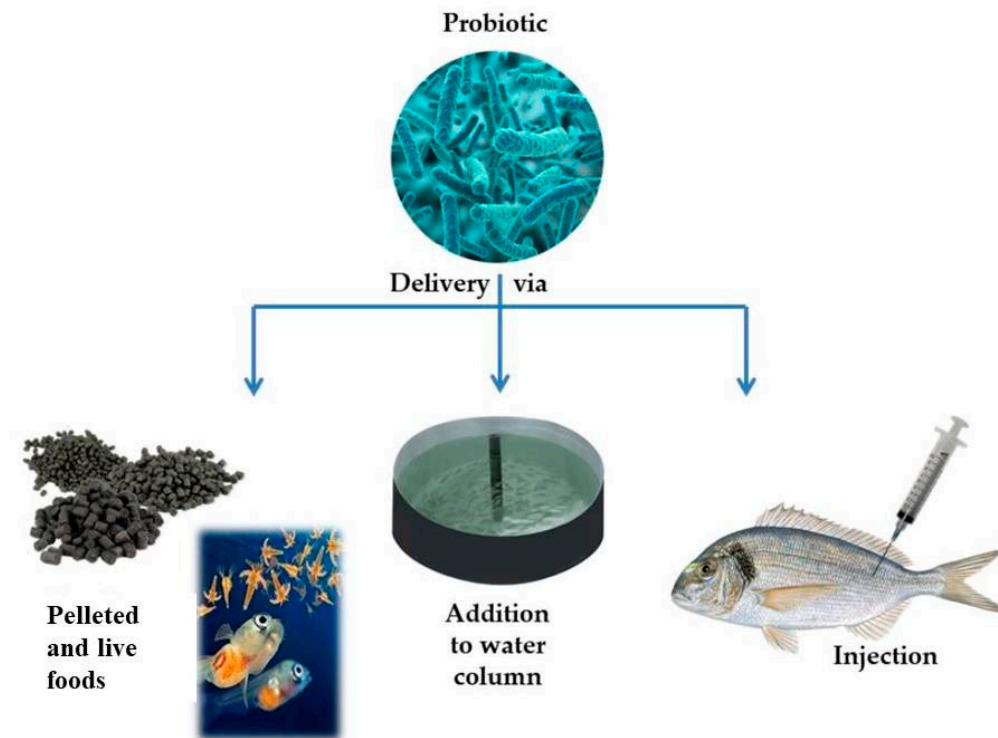 Probiotic
Delivery via
Pelleted
and live
foods
Addition
to water
column
Injection